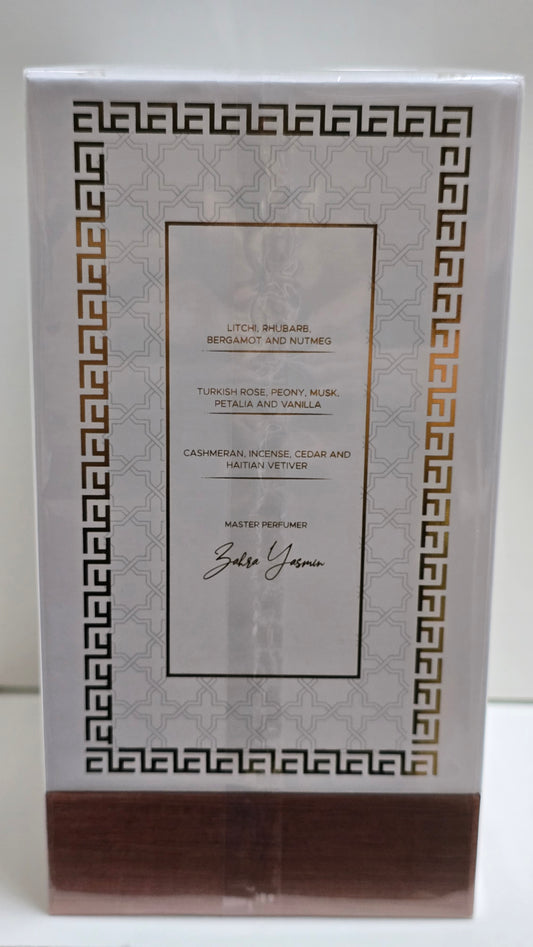 LITCHI, RHUBARB,
BERGAMOT AND NUTMEG
TURKISH ROSE, PEONY, MUSK,
PETALIA AND VANILLA
CASHMERAN, INCENSE, CEDAR AND
HAITIAN VETIVER
MASTER PERFUMER
Zahra Yasmin